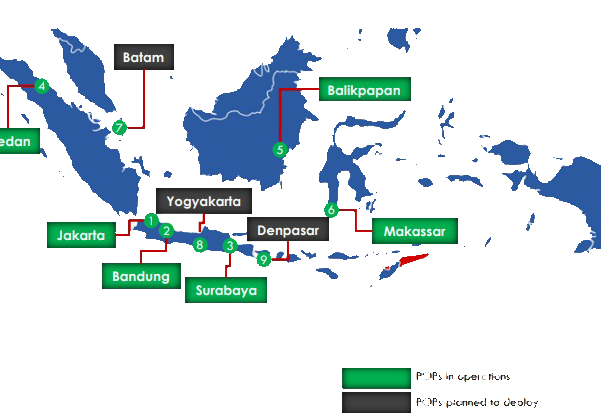 Batam
4
Balikpapan
7
edan
5
Yogyakarta
6
1
Jakarta
2
Denpasar
Makassar
8
3
9
Bandung
Surabaya
POPs in operations
POPs planned to deploy